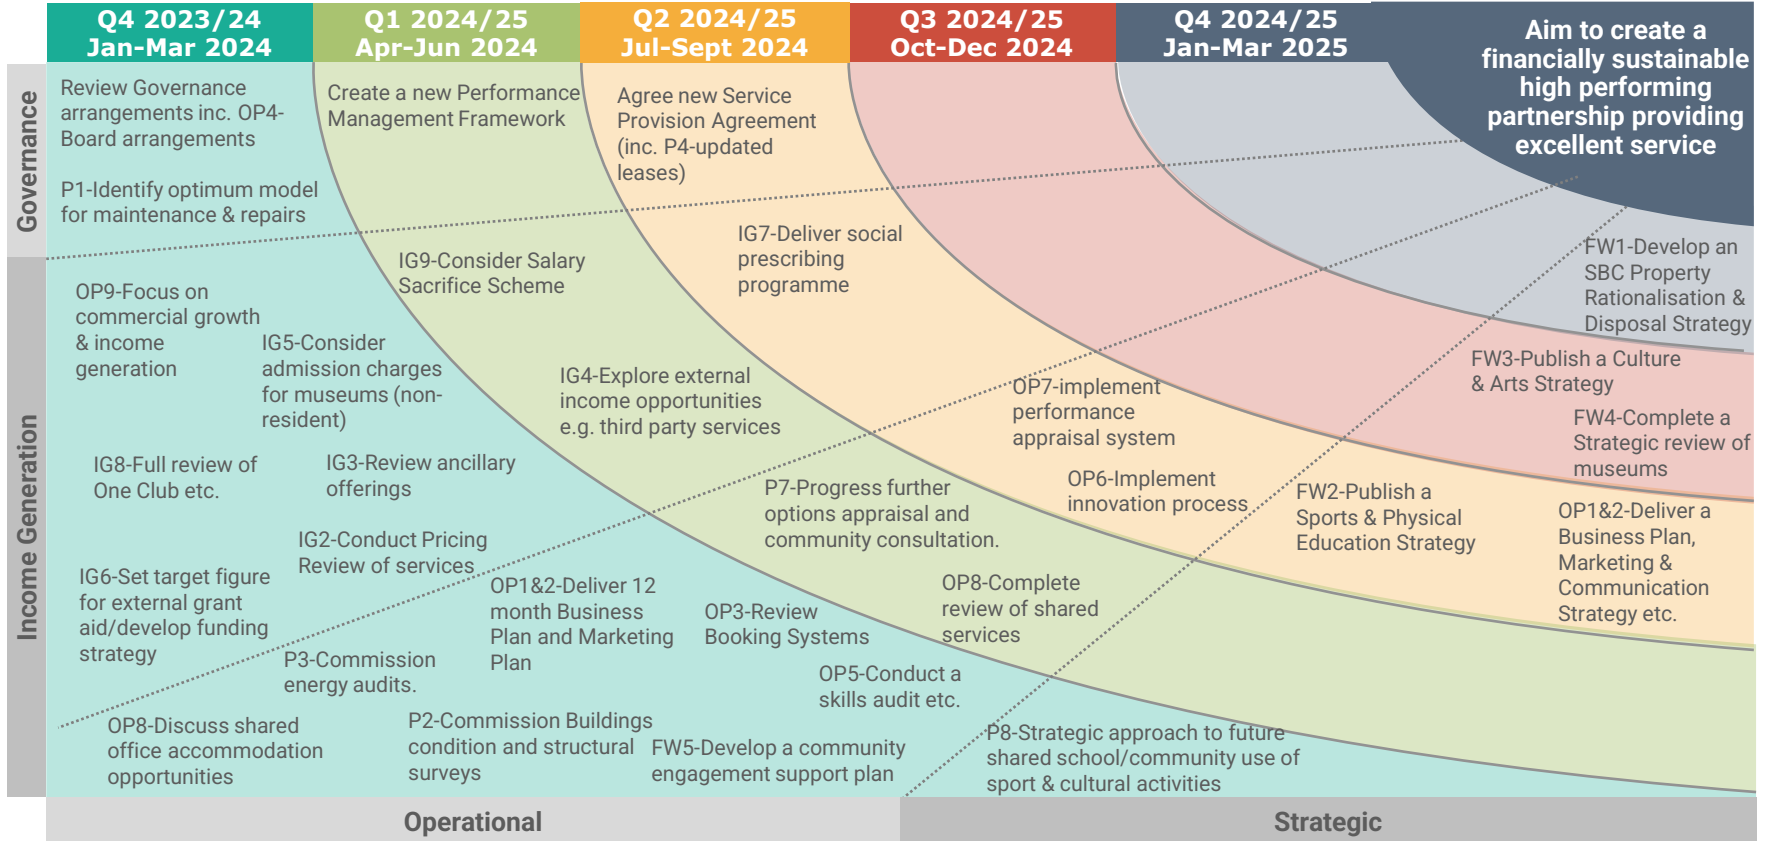 Q4 2023/24
Jan-Mar 2024
Q1 2024/25
Apr-Jun 2024
Q2 2024/25
Jul-Sept 2024
Q3 2024/25
Oct-Dec 2024
Q4 2024/25
Jan-Mar 2025
Aim to create a
financially sustainable
high performing
partnership providing
excellent service
Governance
Review Governance
arrangements inc. OP4-
Board arrangements
P1-Identify optimum model
for maintenance & repairs
Create a new Performance
Management Framework
Agree new Service
Provision Agreement
(inc. P4-updated
leases)
Income Generation
OP9-Focus on
commercial growth
& income
generation
IG5-Consider
admission charges
for museums (non-
resident)
IG8-Full review of
One Club etc.
IG3-Review ancillary
offerings
IG2-Conduct Pricing
Review of services
IG6-Set target figure
for external grant
aid/develop funding
strategy
IG9-Consider Salary
Sacrifice Scheme
IG4-Explore external
income opportunities
e.g. third party services
IG7-Deliver social
prescribing
programme
OP7-implement
performance
appraisal system
OP6-Implement
innovation process
P7-Progress further
options appraisal and
community consultation.
OP8-Complete
review of shared
services
OP1&2-Deliver 12
month Business
Plan and Marketing
Plan
OP3-Review
Booking Systems
P3-Commission
energy audits.
OP5-Conduct a
skills audit etc.
OP8-Discuss shared
office accommodation
opportunities
P2-Commission Buildings
condition and structural
surveys
FW5-Develop a community
engagement support plan
FW1-Develop an
SBC Property
Rationalisation &
Disposal Strategy
FW3-Publish a Culture
& Arts Strategy
FW4-Complete a
Strategic review of
museums
FW2-Publish a
Sports & Physical
Education Strategy
OP1&2-Deliver a
Business Plan,
Marketing &
Communication
Strategy etc.
P8-Strategic approach to future
shared school/community use of
sport & cultural activities
Operational
Strategic